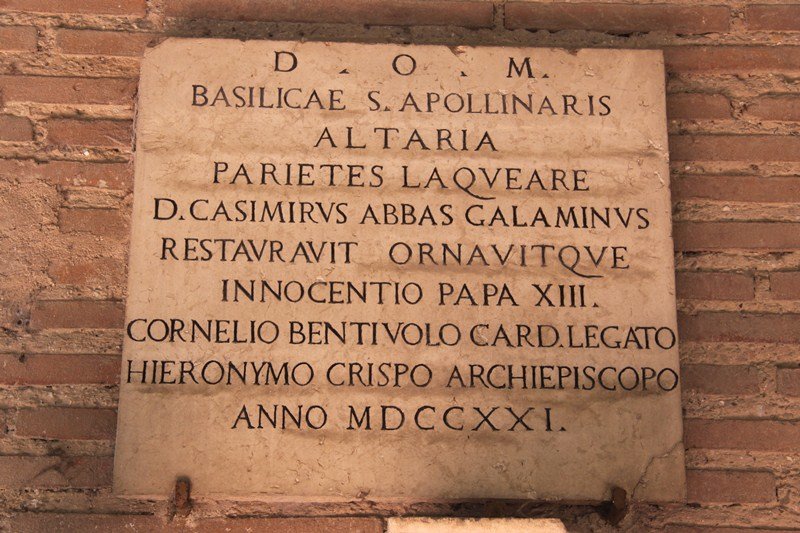 D . O . M.
BASILICAE S. APOLLINARIS
ALTARIA
PARIETES LAQVEARE
D. CASIMIRVS ABBAS GALAMINVS
RESTAVRAVIT ORNAVITQVE
INNOCENTIO PAPA XIII.
CORNELIO BENTIVOLO CARD. LEGATO
HIERONYMO CRISPO ARCHIEPISCOPO
ANNO MDCCXXI.